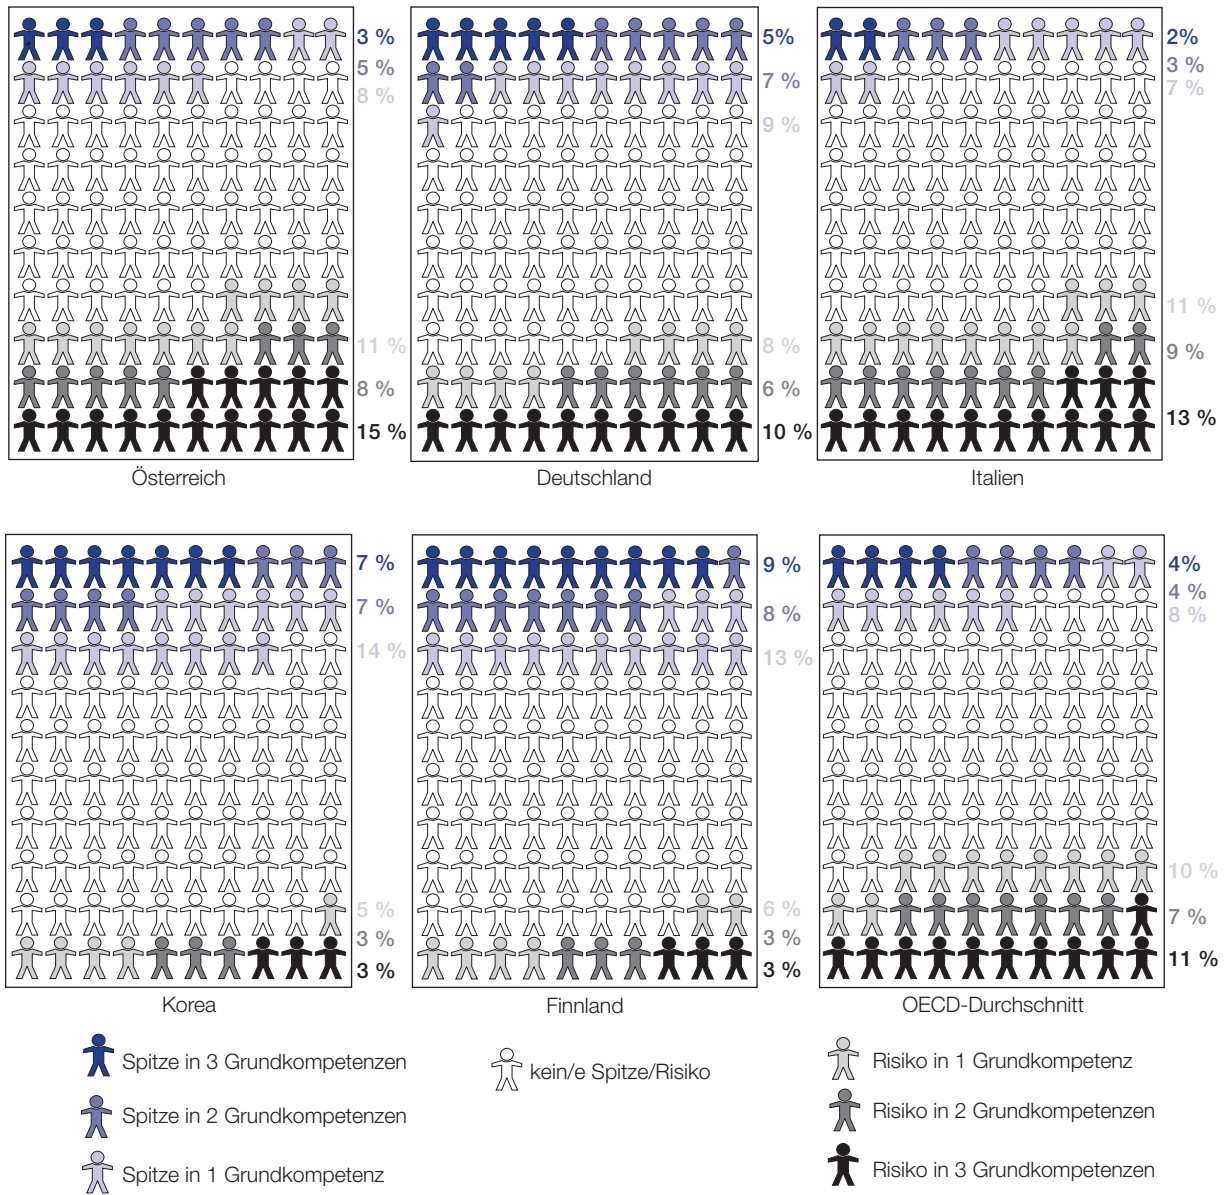 3 %
5 %
8 %
11 %
8 %
15 %
Österreich
5%
7 %
9 %
8 %
6 %
10 %
Deutschland
2%
3 %
7 %
11 %
9 %
13 %
Italien
7 %
7 %
14 %
5 %
3 %
3 %
Korea
9 %
8 %
13 %
6 %
3 %
3 %
Finnland
4%
4 %
8 %
10 %
7 %
11 %
OECD-Durchschnitt
Spitze in 3 Grundkompetenzen
Spitze in 2 Grundkompetenzen
Spitze in 1 Grundkompetenz
kein/e Spitze/Risiko
Risiko in 1 Grundkompetenz
Risiko in 2 Grundkompetenzen
Risiko in 3 Grundkompetenzen